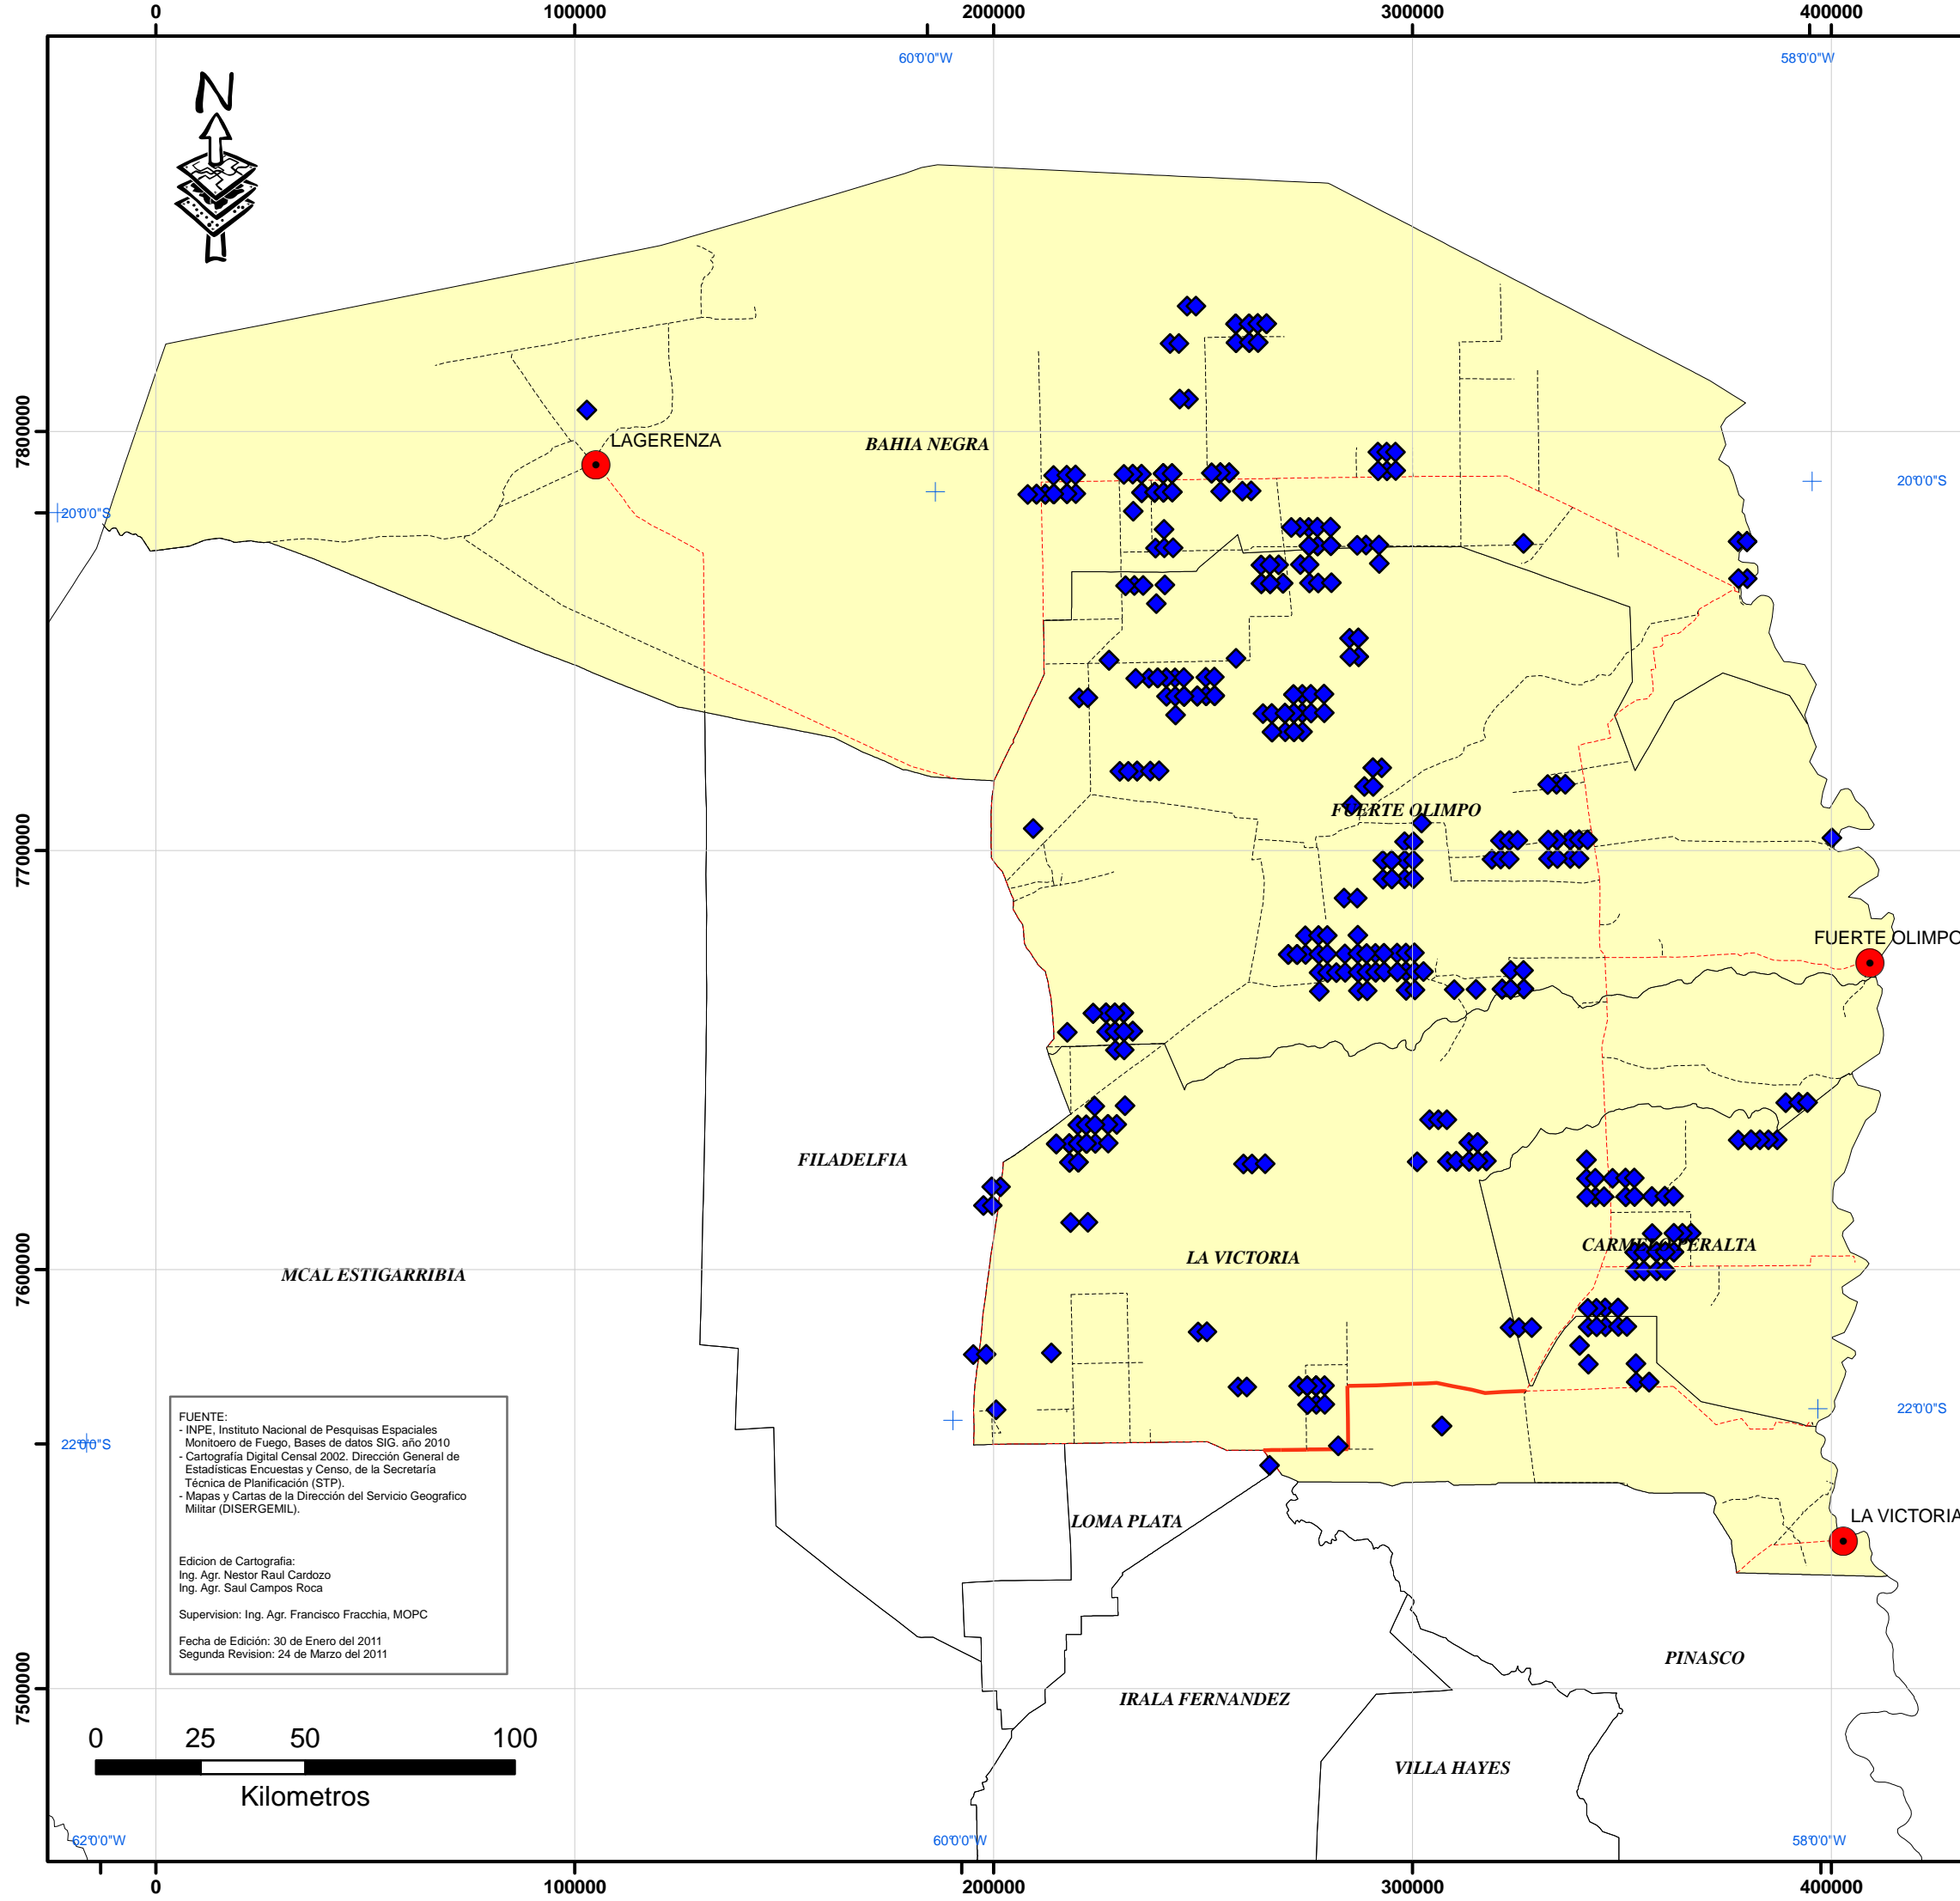 0 100000 200000 300000 400000
60°0'0"W 58°0'0"W
N
7800000
LAGERENZA
BAHIA NEGRA
20°0'0"S 20°0'0"S
7700000
FUERTE OLIMPO
FUERTE OLIMPO
FILADELFIA
7600000
MCAL ESTIGARRIBIA
LA VICTORIA
CARMELO PERALTA
22°0'0"S 22°0'0"S
FUENTE:
- INPE, Instituto Nacional de Pesquisas Espaciales
Monitoero de Fuego, Bases de datos SIG. año 2010
- Cartografía Digital Censal 2002. Dirección General de
Estadísticas Encuestas y Censo, de la Secretaría
Técnica de Planificación (STP).
- Mapas y Cartas de la Dirección del Servicio Geografico
Militar (DISERGEMIL).
Edicion de Cartografia:
Ing. Agr. Nestor Raul Cardozo
Ing. Agr. Saul Campos Roca
Supervision: Ing. Agr. Francisco Fracchia, MOPC
Fecha de Edición: 30 de Enero del 2011
Segunda Revision: 24 de Marzo del 2011
LOMA PLATA
LA VICTORIA
7500000
PINASCO
IRALA FERNANDEZ
VILLA HAYES
0 25 50 100
Kilometros
62°0'0"W 60°0'0"W 58°0'0"W
0 100000 200000 300000 400000